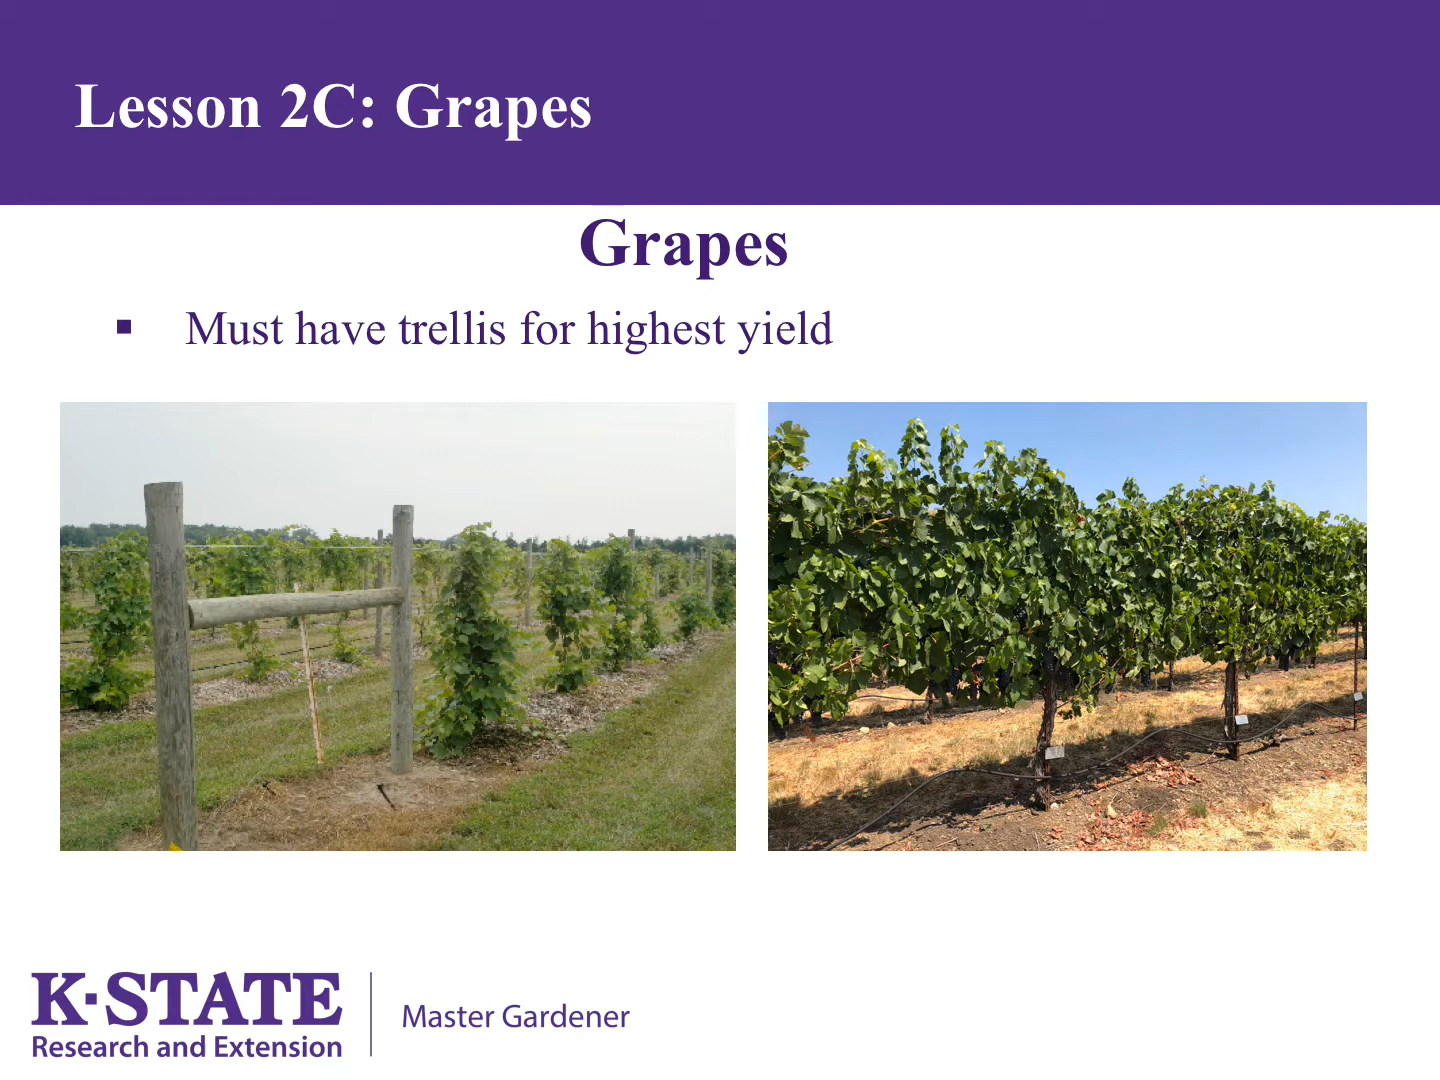 Lesson 2C: Grapes
Grapes
▪ Must have trellis for highest yield
K·STATE
Research and Extension
Master Gardener